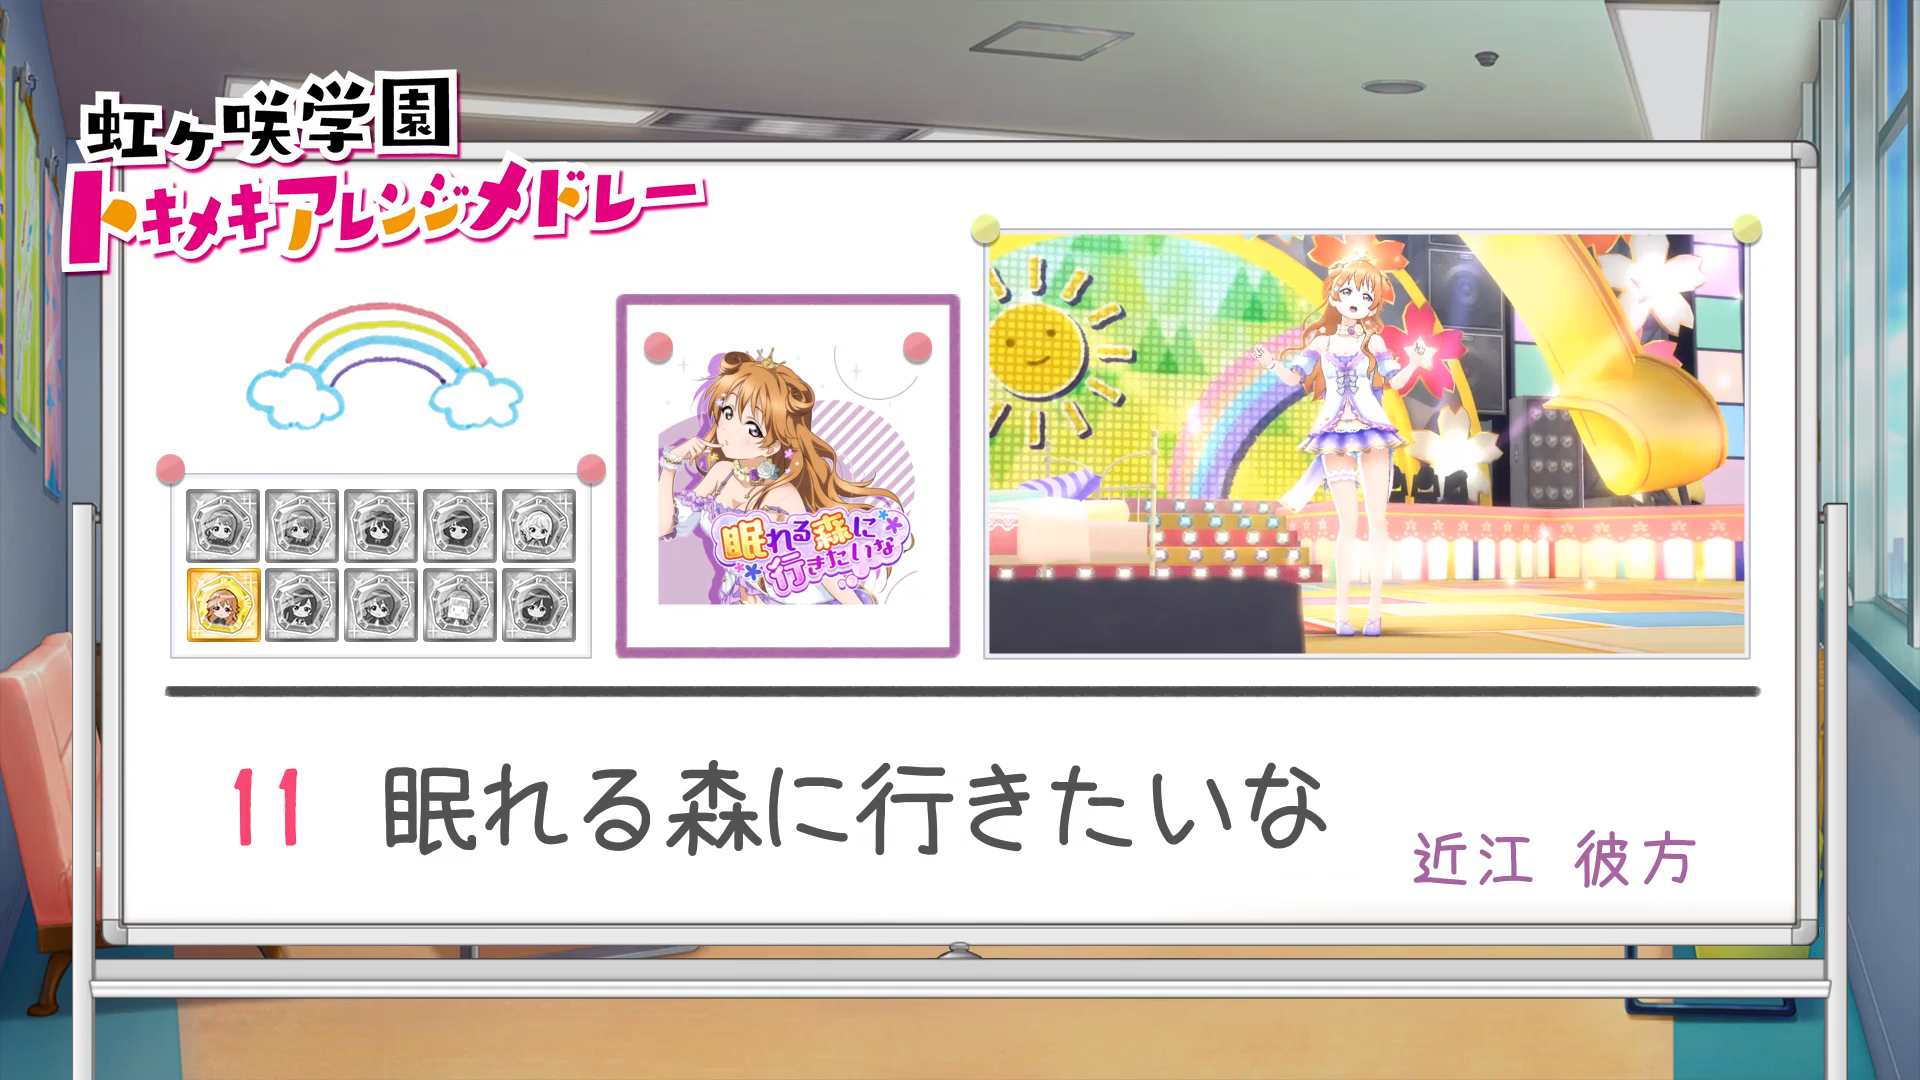 虹ヶ咲学園
トキメキアレンジメドレー
眠れる森に
行きたいな
11 眠れる森に行きたいな
近江 彼方